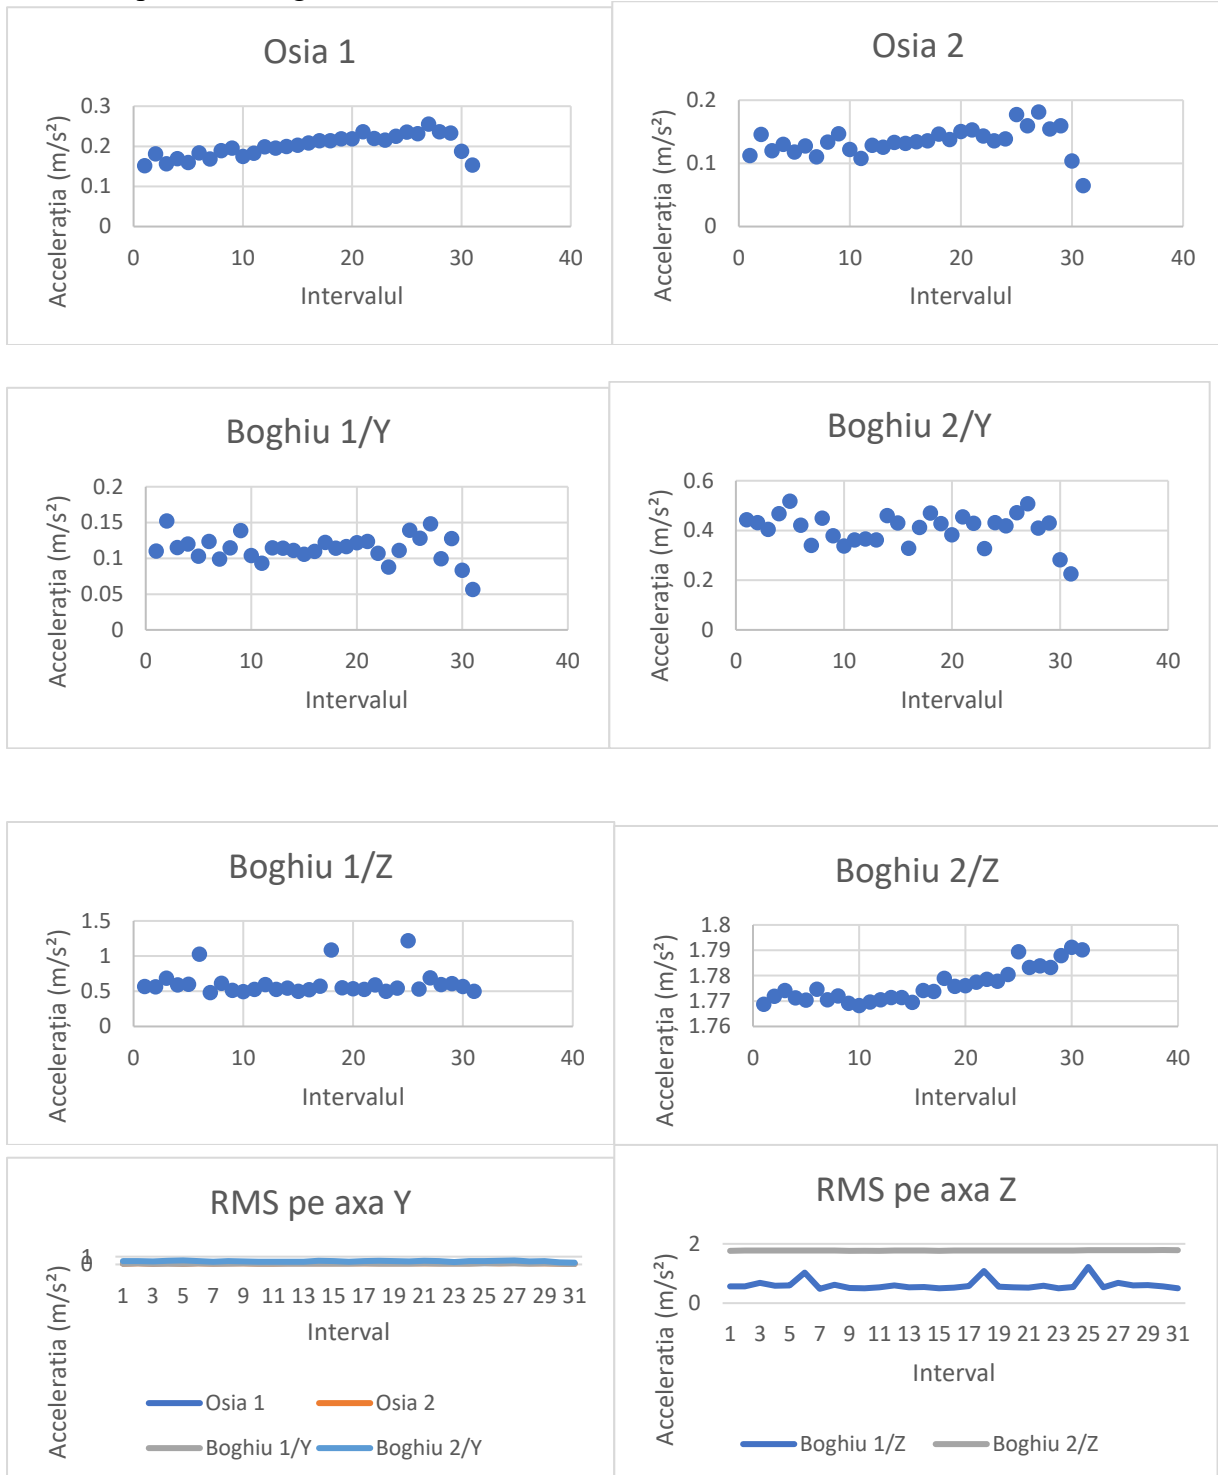 Osia 1
Accelerația (m/s²)
0.3
0.2
0.1
0
0 10 20 30 40
Intervalul
Osia 2
Accelerația (m/s²)
0.2
0.1
0
0 10 20 30 40
Intervalul
Boghiu 1/Y
Accelerația (m/s²)
0.2
0.15
0.1
0.05
0
0 10 20 30 40
Intervalul
Boghiu 2/Y
Accelerația (m/s²)
0.6
0.4
0.2
0
0 10 20 30 40
Intervalul
Boghiu 1/Z
Accelerația (m/s²)
1.5
1
0.5
0
0 10 20 30 40
Intervalul
Boghiu 2/Z
Accelerația (m/s²)
1.8
1.79
1.78
1.77
1.76
0 10 20 30 40
Intervalul
RMS pe axa Y
Acceleratia (m/s²)
1
0
1 3 5 7 9 11 13 15 17 19 21 23 25 27 29 31
Interval
Osia 1 Osia 2
Boghiu 1/Y Boghiu 2/Y
RMS pe axa Z
Acceleratia (m/s²)
2
0
1 3 5 7 9 11 13 15 17 19 21 23 25 27 29 31
Interval
Boghiu 1/Z Boghiu 2/Z